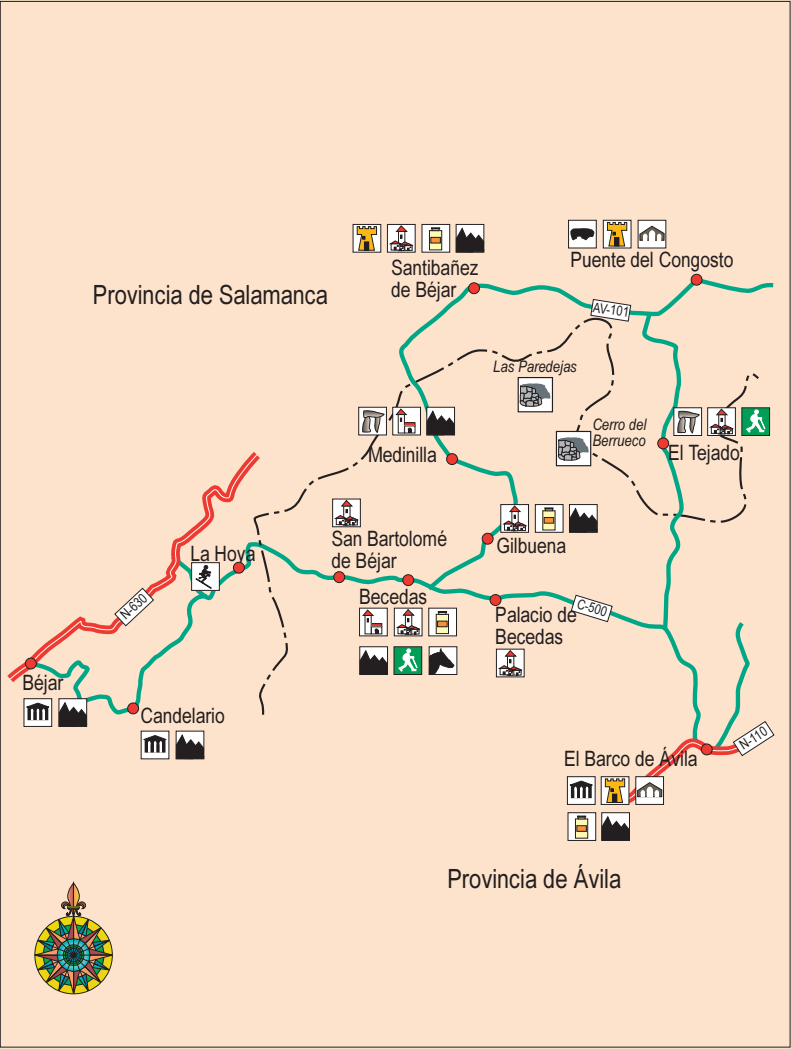 Puente del Congosto
Santibañez
de Béjar
Provincia de Salamanca
AV-101
Las Paredejas
Cerro del
Berrueco
Medinilla
El Tejado
San Bartolomé
de Béjar
Gilbuena
La Hoya
Becedas
N-630
C-500
Palacio de
Becedas
Béjar
Candelario
N-110
El Barco de Ávila
Provincia de Ávila